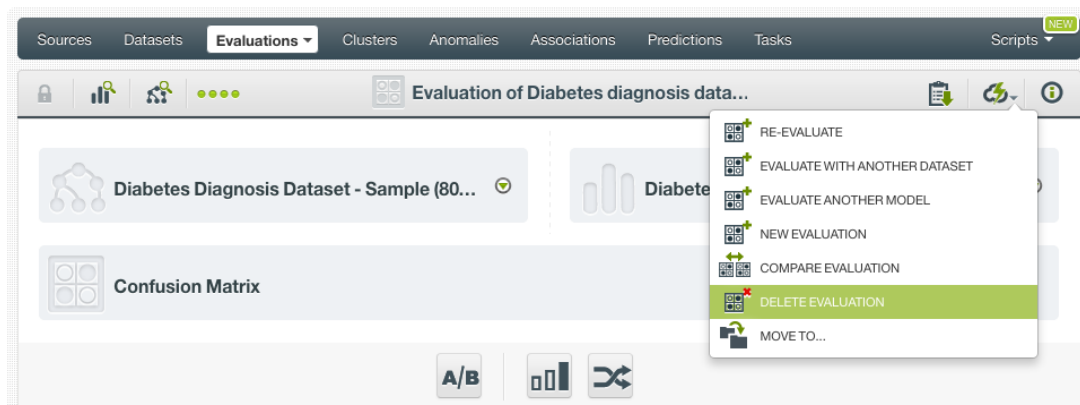 NEW
Sources Datasets Evaluations Clusters Anomalies Associations Predictions Tasks Scripts
Evaluation of Diabetes diagnosis data...
RE-EVALUATE
EVALUATE WITH ANOTHER DATASET
EVALUATE ANOTHER MODEL
NEW EVALUATION
COMPARE EVALUATION
DELETE EVALUATION
MOVE TO...
Diabetes Diagnosis Dataset - Sample (80...
Diabete
Confusion Matrix
A/B